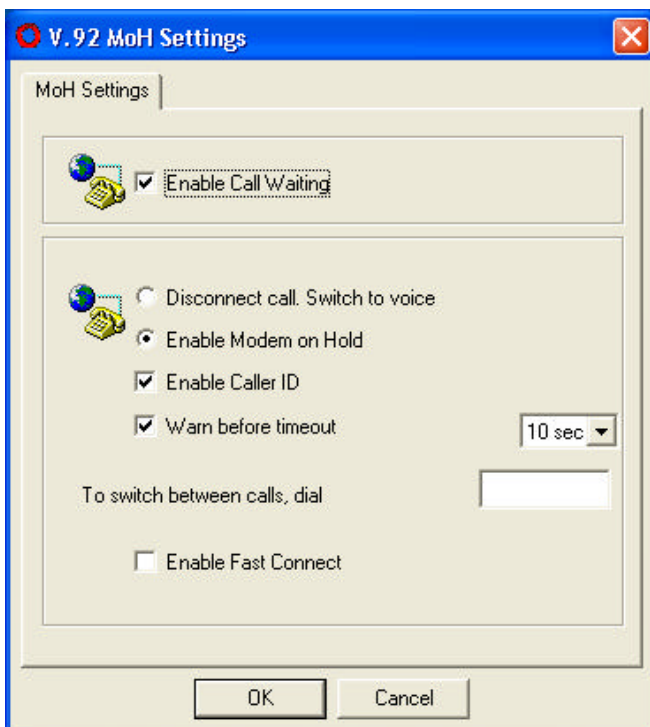 V.92 MoH Settings
MoH Settings
Enable Call Waiting
Disconnect call. Switch to voice
Enable Modem on Hold
Enable Caller ID
Warn before timeout 10 sec
To switch between calls, dial
Enable Fast Connect
OK Cancel